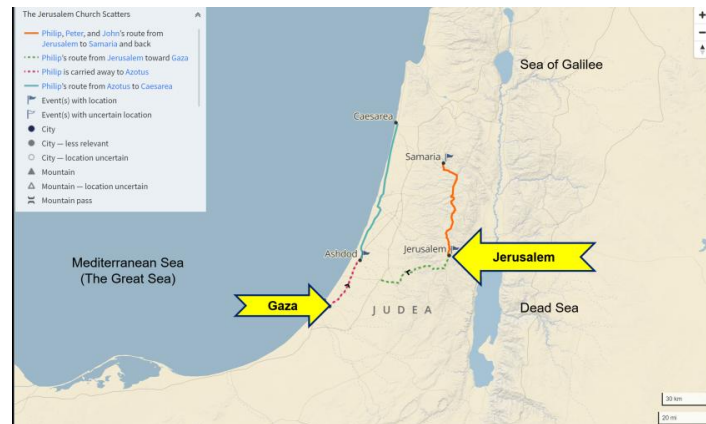 The Jerusalem Church Scatters
Philip, Peter, and John's route from
Jerusalem to Samaria and back
Philip's route from Jerusalem toward Gaza
Philip is carried away to Azotus
Philip's route from Azotus to Caesarea
Event(s) with location
Event(s) with uncertain location
City
City — less relevant
City — location uncertain
Mountain
Mountain — location uncertain
Mountain pass
Sea of Galilee
Caesarea
Samaria
Mediterranean Sea
(The Great Sea)
Ashdod
Jerusalem
Jerusalem
Gaza
JUDEA
Dead Sea
30 km
20 mi